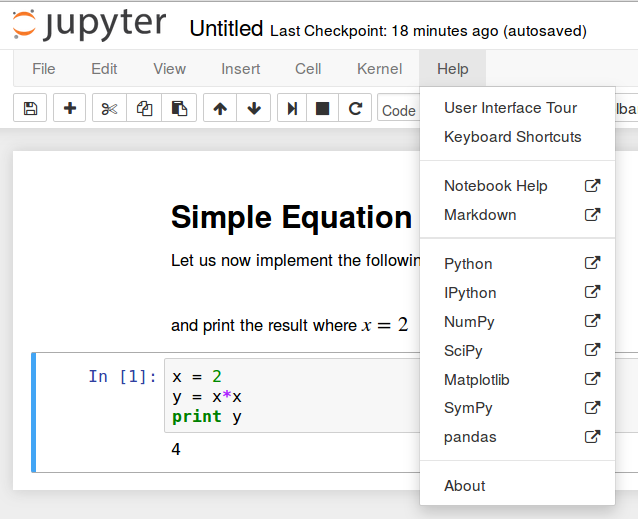 jupyter Untitled Last Checkpoint: 18 minutes ago (autosaved)
File Edit View Insert Cell Kernel Help
Code
User Interface Tour
Keyboard Shortcuts
Notebook Help
Markdown
Python
IPython
NumPy
SciPy
Matplotlib
SymPy
pandas
About
Simple Equation
Let us now implement the
and print the result where x = 2
In [1]: x = 2
y = x*x
print y
4